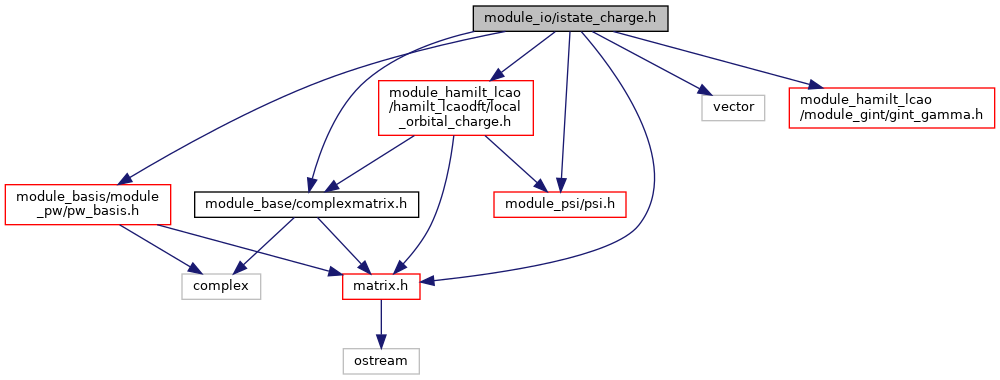 module_io/istate_charge.h
module_hamilt_lcao
/hamilt_lcaodft/local
_orbital_charge.h
vector
module_hamilt_lcao
/module_gint/gint_gamma.h
module_basis/module
_pw/pw_basis.h
module_base/complexmatrix.h
module_psi/psi.h
complex
matrix.h
ostream